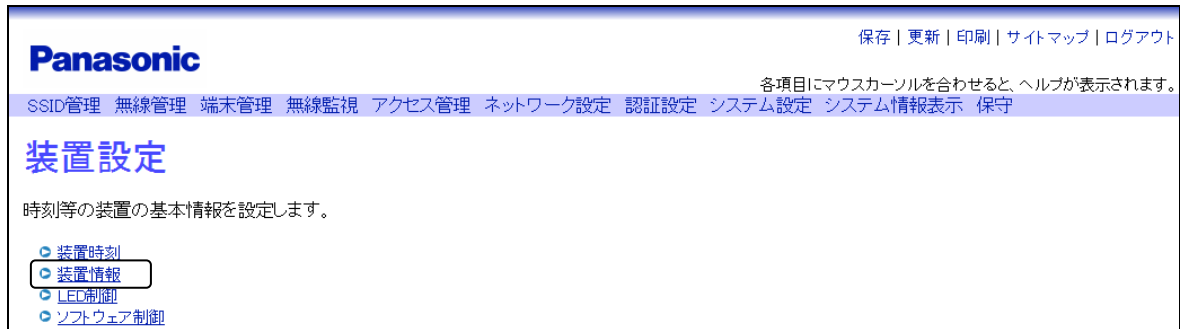 保存 | 更新 | 印刷 | サイトマップ | ログアウト
Panasonic
各項目にマウスカーソルを合わせると、ヘルプが表示されます。
SSID管理 無線管理 端末管理 無線監視 アクセス管理 ネットワーク設定 認証設定 システム設定 システム情報表示 保守
装置設定
時刻等の装置の基本情報を設定します。
装置時刻
装置情報
LED制御
ソフトウェア制御